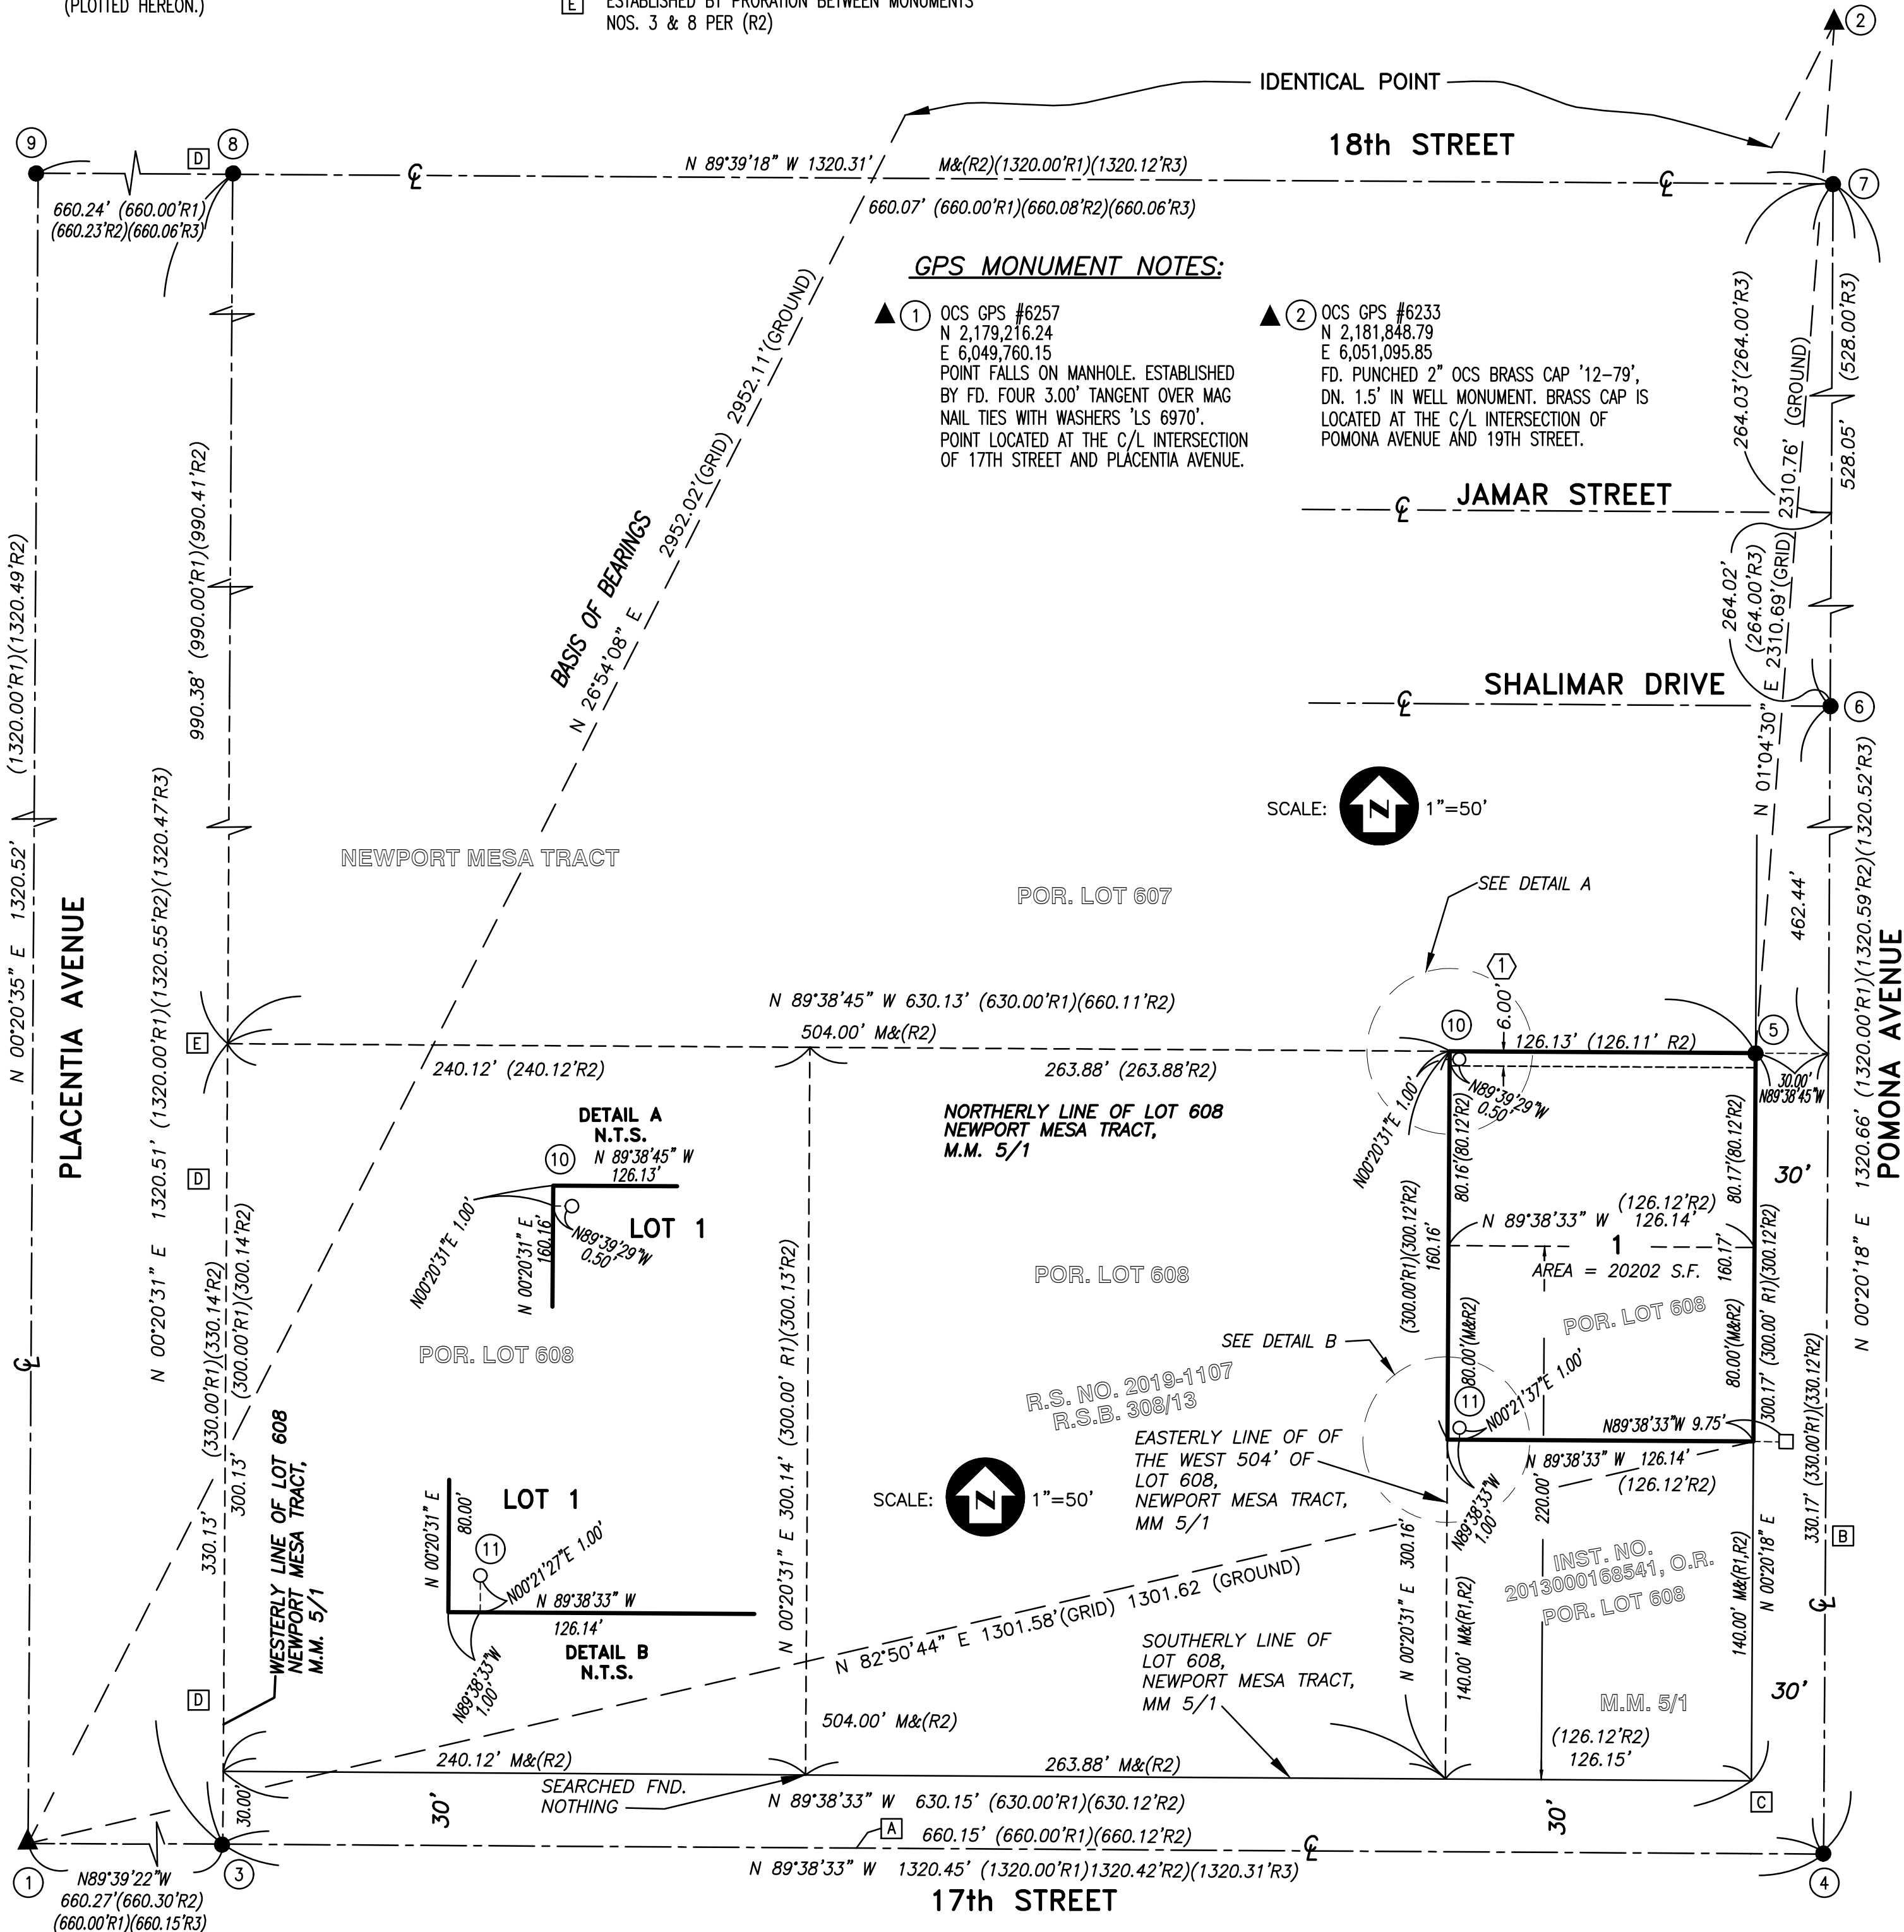 (PLOTTED HEREON.)
E ESTABLISHED BY PRORATION BETWEEN MONUMENTS
NOS. 3 & 8 PER (R2)
2
IDENTICAL POINT
18th STREET
9
8
D
N 89°39'18" W 1320.31' M&(R2)(1320.00'R1)(1320.12'R3)
7
660.24' (660.00'R1)
(660.23'R2)(660.06'R3)
660.07' (660.00'R1)(660.08'R2)(660.06'R3)
GPS MONUMENT NOTES:
1 OCS GPS #6257
N 2,179,216.24
E 6,049,760.15
POINT FALLS ON MANHOLE. ESTABLISHED
BY FD. FOUR 3.00' TANGENT OVER MAG
NAIL TIES WITH WASHERS 'LS 6970'.
POINT LOCATED AT THE C/L INTERSECTION
OF 17TH STREET AND PLACENTIA AVENUE.
2 OCS GPS #6233
N 2,181,848.79
E 6,051,095.85
FD. PUNCHED 2" OCS BRASS CAP '12-79',
DN. 1.5' IN WELL MONUMENT. BRASS CAP IS
LOCATED AT THE C/L INTERSECTION OF
POMONA AVENUE AND 19TH STREET.
264.03'(264.00'R3)
528.05' (528.00'R3)
JAMAR STREET
264.02'
(264.00'R3)
N 01°04'30" E 2310.69'(GRID) 2310.76' (GROUND)
SHALIMAR DRIVE
6
BASIS OF BEARINGS
N 26°54'08" E 2952.02'(GRID) 2952.11'(GROUND)
N 00°20'35" E 1320.52' (1320.00'R1)(1320.49'R2)
PLACENTIA AVENUE
990.38' (990.00'R1)(990.41'R2)
N 00°20'31" E 1320.51' (1320.00'R1)(1320.55'R2)(1320.47'R3)
SCALE: N 1"=50'
NEWPORT MESA TRACT
POR. LOT 607
SEE DETAIL A
462.44'
POMONA AVENUE
N 00°20'18" E 1320.66' (1320.00'R1)(1320.59'R2)(1320.52'R3)
1
6.00'
N 89°38'45" W 630.13' (630.00'R1)(660.11'R2)
504.00' M&(R2)
E
240.12' (240.12'R2)
263.88' (263.88'R2)
10
126.13' (126.11' R2)
5
30.00'
N89°38'45"W
N00°20'31"E 1.00'
N89°39'29"W
0.50'
NORTHERLY LINE OF LOT 608
NEWPORT MESA TRACT,
M.M. 5/1
DETAIL A
N.T.S.
10
N 89°38'45" W
126.13'
N00°20'31"E 1.00'
N 00°20'31" E
160.16'
N89°39'29"W
0.50'
LOT 1
D
80.16'(80.12'R2)
80.17'(80.12'R2)
30'
(126.12'R2)
N 89°38'33" W 126.14'
1
AREA = 20202 S.F.
(300.00'R1)(300.12'R2)
160.16'
160.17'
300.17' (300.00' R1)(300.12'R2)
POR. LOT 608
POR. LOT 608
POR. LOT 608
330.13' (330.00'R1)(330.14'R2)
300.13' (300.00'R1)(300.14'R2)
N 00°20'31" E 300.14' (300.00' R1)(300.13'R2)
SEE DETAIL B
80.00'(M&R2)
80.00'(M&R2)
11
N00°21'37"E 1.00'
N89°38'33"W 9.75'
R.S. NO. 2019-1107
R.S.B. 308/13
EASTERLY LINE OF OF
THE WEST 504' OF
LOT 608,
NEWPORT MESA TRACT,
MM 5/1
N 89°38'33" W 126.14'
(126.12'R2)
220.00'
N89°38'33"W
1.00'
330.17' (330.00'R1)(330.12'R2)
B
WESTERLY LINE OF LOT 608
NEWPORT MESA TRACT,
M.M. 5/1
LOT 1
N 00°20'31" E
80.00'
11
N00°21'27"E 1.00'
N 89°38'33" W
126.14'
DETAIL B
N.T.S.
N89°38'33"W
1.00'
SCALE: N 1"=50'
N 82°50'44" E 1301.58'(GRID) 1301.62 (GROUND)
N 00°20'31" E 300.16'
140.00' M&(R1,R2)
INST. NO.
2013000168541, O.R.
POR. LOT 608
140.00' M&(R1,R2)
N 00°20'18" E
SOUTHERLY LINE OF
LOT 608,
NEWPORT MESA TRACT,
MM 5/1
M.M. 5/1
30'
D
504.00' M&(R2)
(126.12'R2)
126.15'
240.12' M&(R2)
263.88' M&(R2)
SEARCHED FND.
NOTHING
30.00'
30'
N 89°38'33" W 630.15' (630.00'R1)(630.12'R2)
30'
C
A
660.15' (660.00'R1)(660.12'R2)
N 89°38'33" W 1320.45' (1320.00'R1)1320.42'R2)(1320.31'R3)
17th STREET
1
N89°39'22"W
660.27'(660.30'R2)
(660.00'R1)(660.15'R3)
3
4